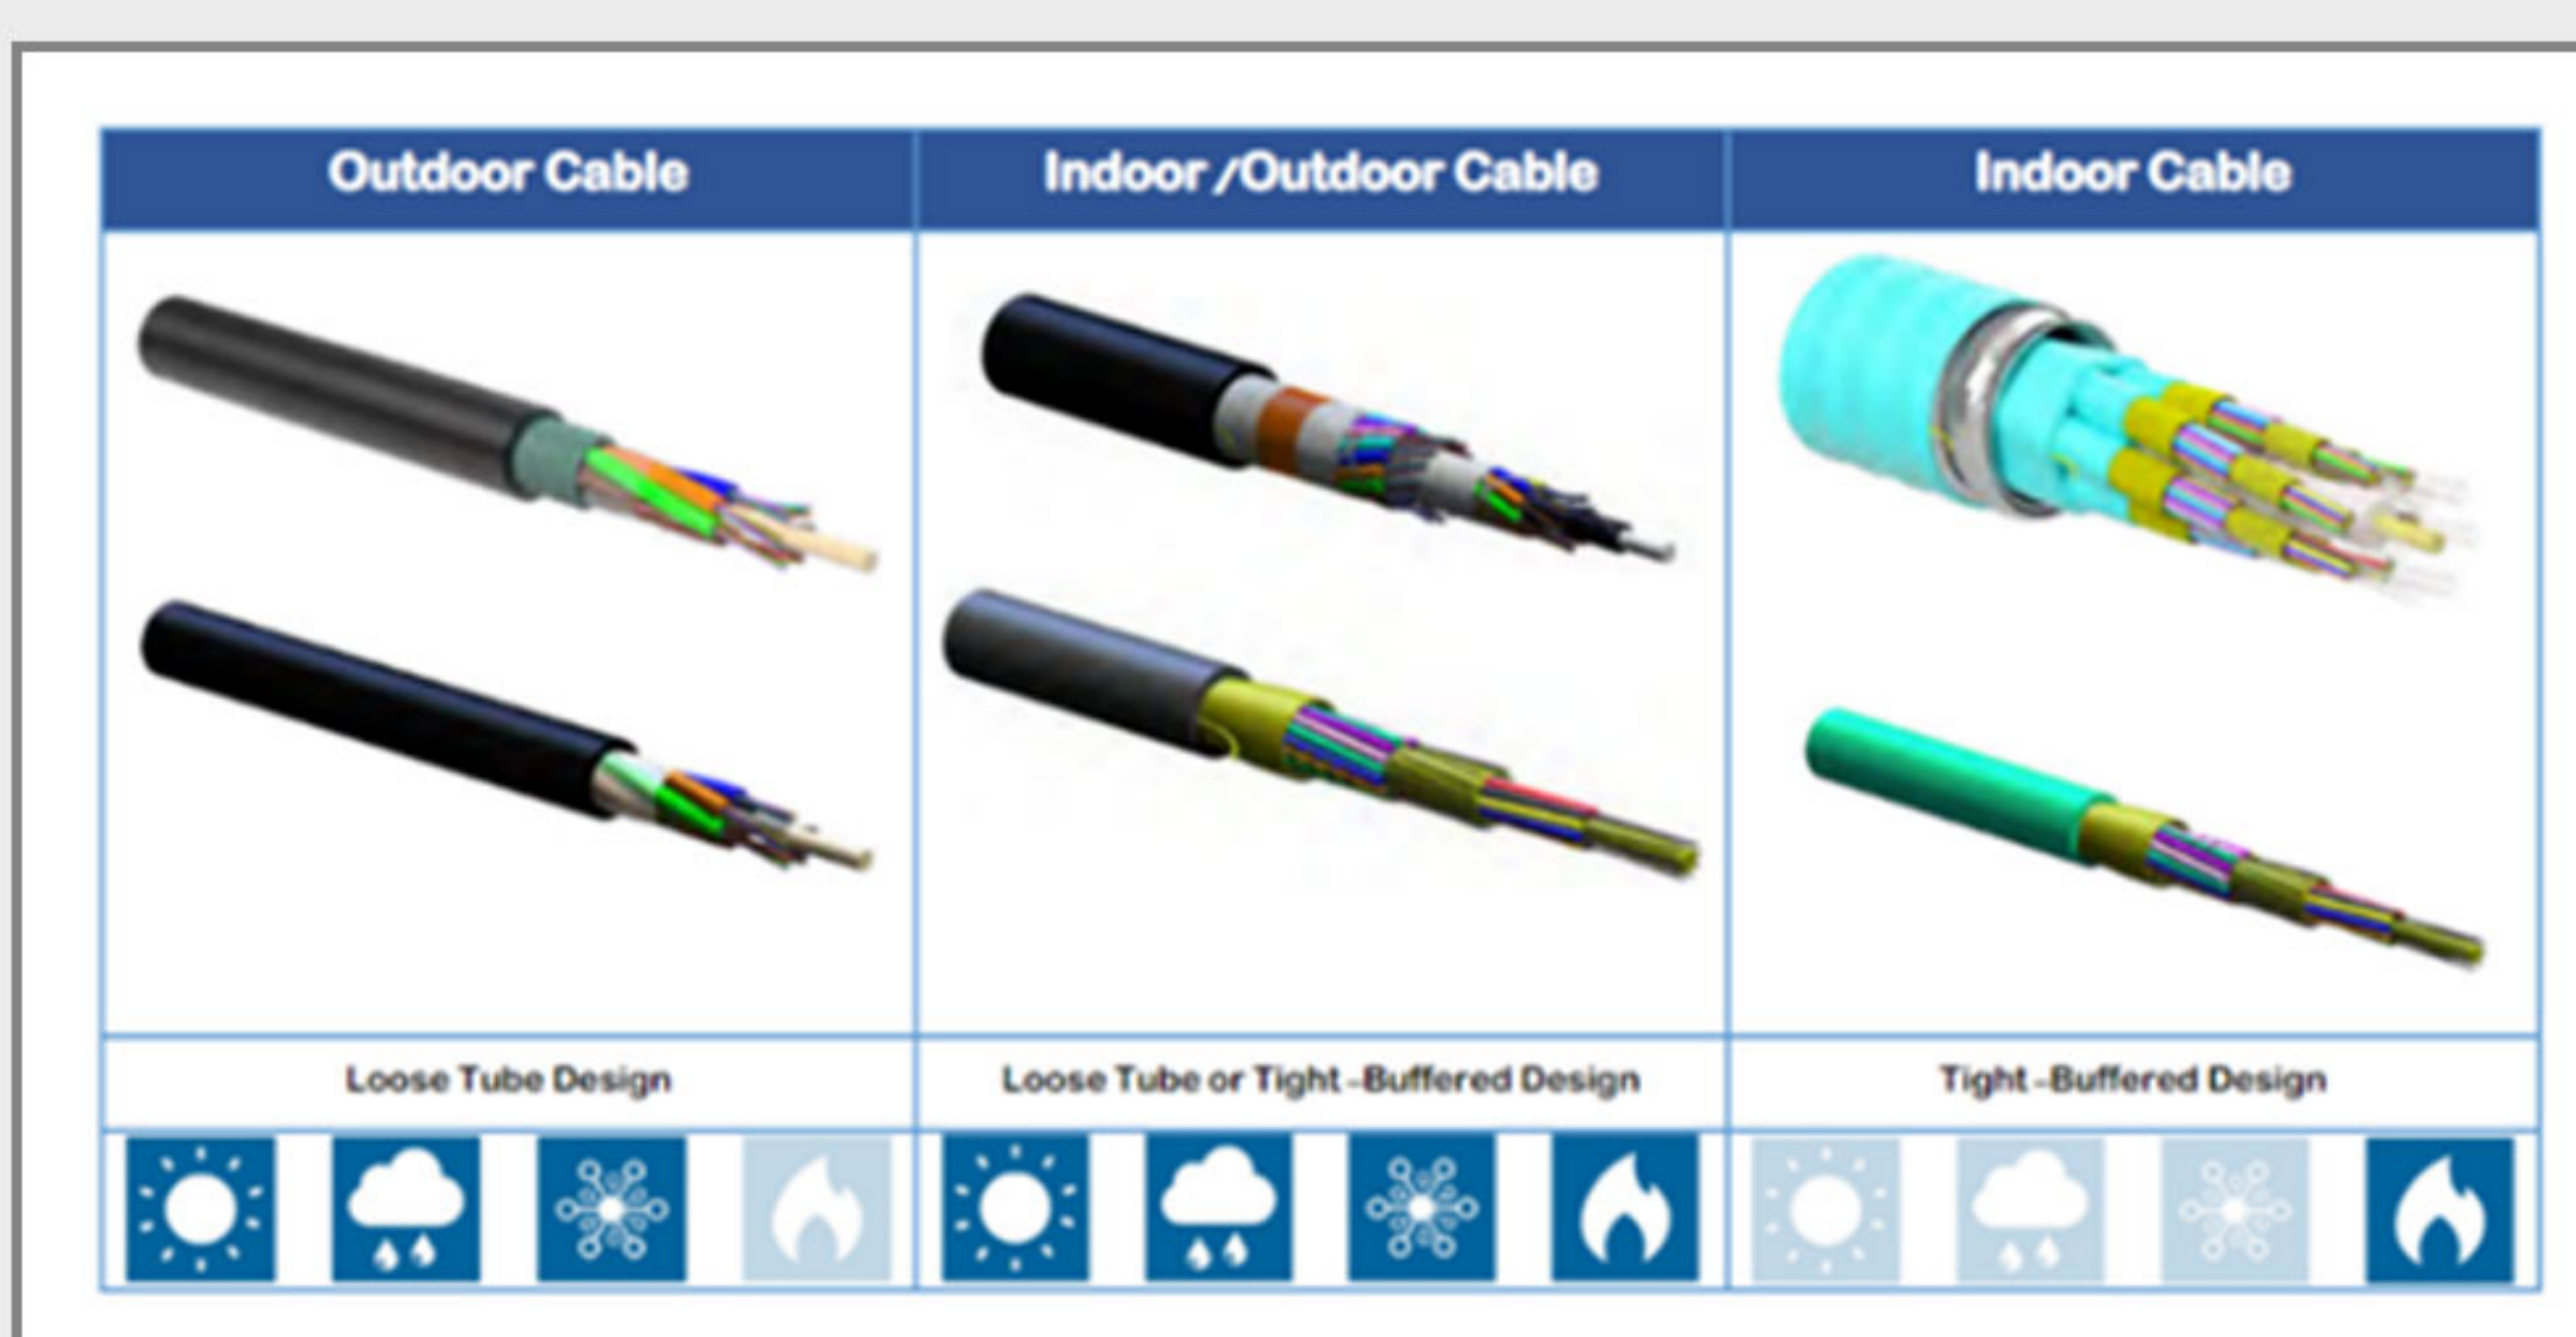 Outdoor Cable
Indoor /Outdoor Cable
Indoor Cable
Loose Tube Design
Loose Tube or Tight -Buffered Design
Tight -Buffered Design